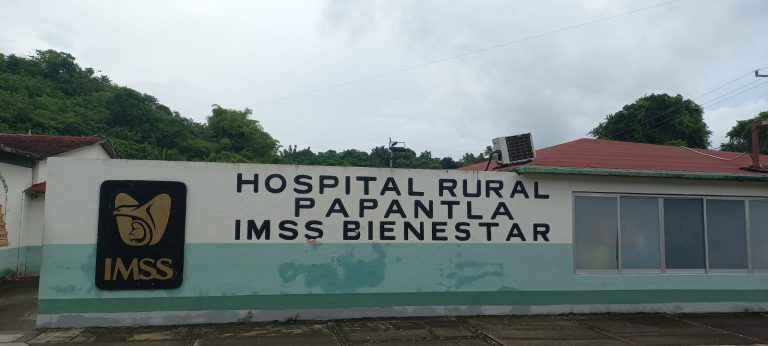 HOSPITAL RURAL
PAPANTLA
IMSS BIENESTAR
IMSS